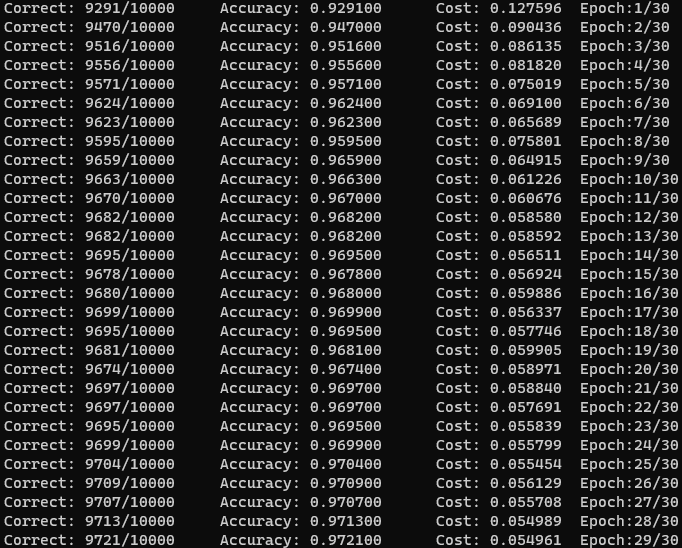 Correct: 9291/10000 Accuracy: 0.929100 Cost: 0.127596 Epoch:1/30
Correct: 9470/10000 Accuracy: 0.947000 Cost: 0.090436 Epoch:2/30
Correct: 9516/10000 Accuracy: 0.951600 Cost: 0.086135 Epoch:3/30
Correct: 9556/10000 Accuracy: 0.955600 Cost: 0.081820 Epoch:4/30
Correct: 9571/10000 Accuracy: 0.957100 Cost: 0.075019 Epoch:5/30
Correct: 9624/10000 Accuracy: 0.962400 Cost: 0.069100 Epoch:6/30
Correct: 9623/10000 Accuracy: 0.962300 Cost: 0.065689 Epoch:7/30
Correct: 9595/10000 Accuracy: 0.959500 Cost: 0.075801 Epoch:8/30
Correct: 9659/10000 Accuracy: 0.965900 Cost: 0.064915 Epoch:9/30
Correct: 9663/10000 Accuracy: 0.966300 Cost: 0.061226 Epoch:10/30
Correct: 9670/10000 Accuracy: 0.967000 Cost: 0.060676 Epoch:11/30
Correct: 9682/10000 Accuracy: 0.968200 Cost: 0.058580 Epoch:12/30
Correct: 9682/10000 Accuracy: 0.968200 Cost: 0.058592 Epoch:13/30
Correct: 9695/10000 Accuracy: 0.969500 Cost: 0.056511 Epoch:14/30
Correct: 9678/10000 Accuracy: 0.967800 Cost: 0.056924 Epoch:15/30
Correct: 9680/10000 Accuracy: 0.968000 Cost: 0.059886 Epoch:16/30
Correct: 9699/10000 Accuracy: 0.969900 Cost: 0.056337 Epoch:17/30
Correct: 9695/10000 Accuracy: 0.969500 Cost: 0.057746 Epoch:18/30
Correct: 9681/10000 Accuracy: 0.968100 Cost: 0.059905 Epoch:19/30
Correct: 9674/10000 Accuracy: 0.967400 Cost: 0.058971 Epoch:20/30
Correct: 9697/10000 Accuracy: 0.969700 Cost: 0.058840 Epoch:21/30
Correct: 9697/10000 Accuracy: 0.969700 Cost: 0.057691 Epoch:22/30
Correct: 9695/10000 Accuracy: 0.969500 Cost: 0.055839 Epoch:23/30
Correct: 9699/10000 Accuracy: 0.969900 Cost: 0.055799 Epoch:24/30
Correct: 9704/10000 Accuracy: 0.970400 Cost: 0.055454 Epoch:25/30
Correct: 9709/10000 Accuracy: 0.970900 Cost: 0.056129 Epoch:26/30
Correct: 9707/10000 Accuracy: 0.970700 Cost: 0.055708 Epoch:27/30
Correct: 9713/10000 Accuracy: 0.971300 Cost: 0.054989 Epoch:28/30
Correct: 9721/10000 Accuracy: 0.972100 Cost: 0.054961 Epoch:29/30